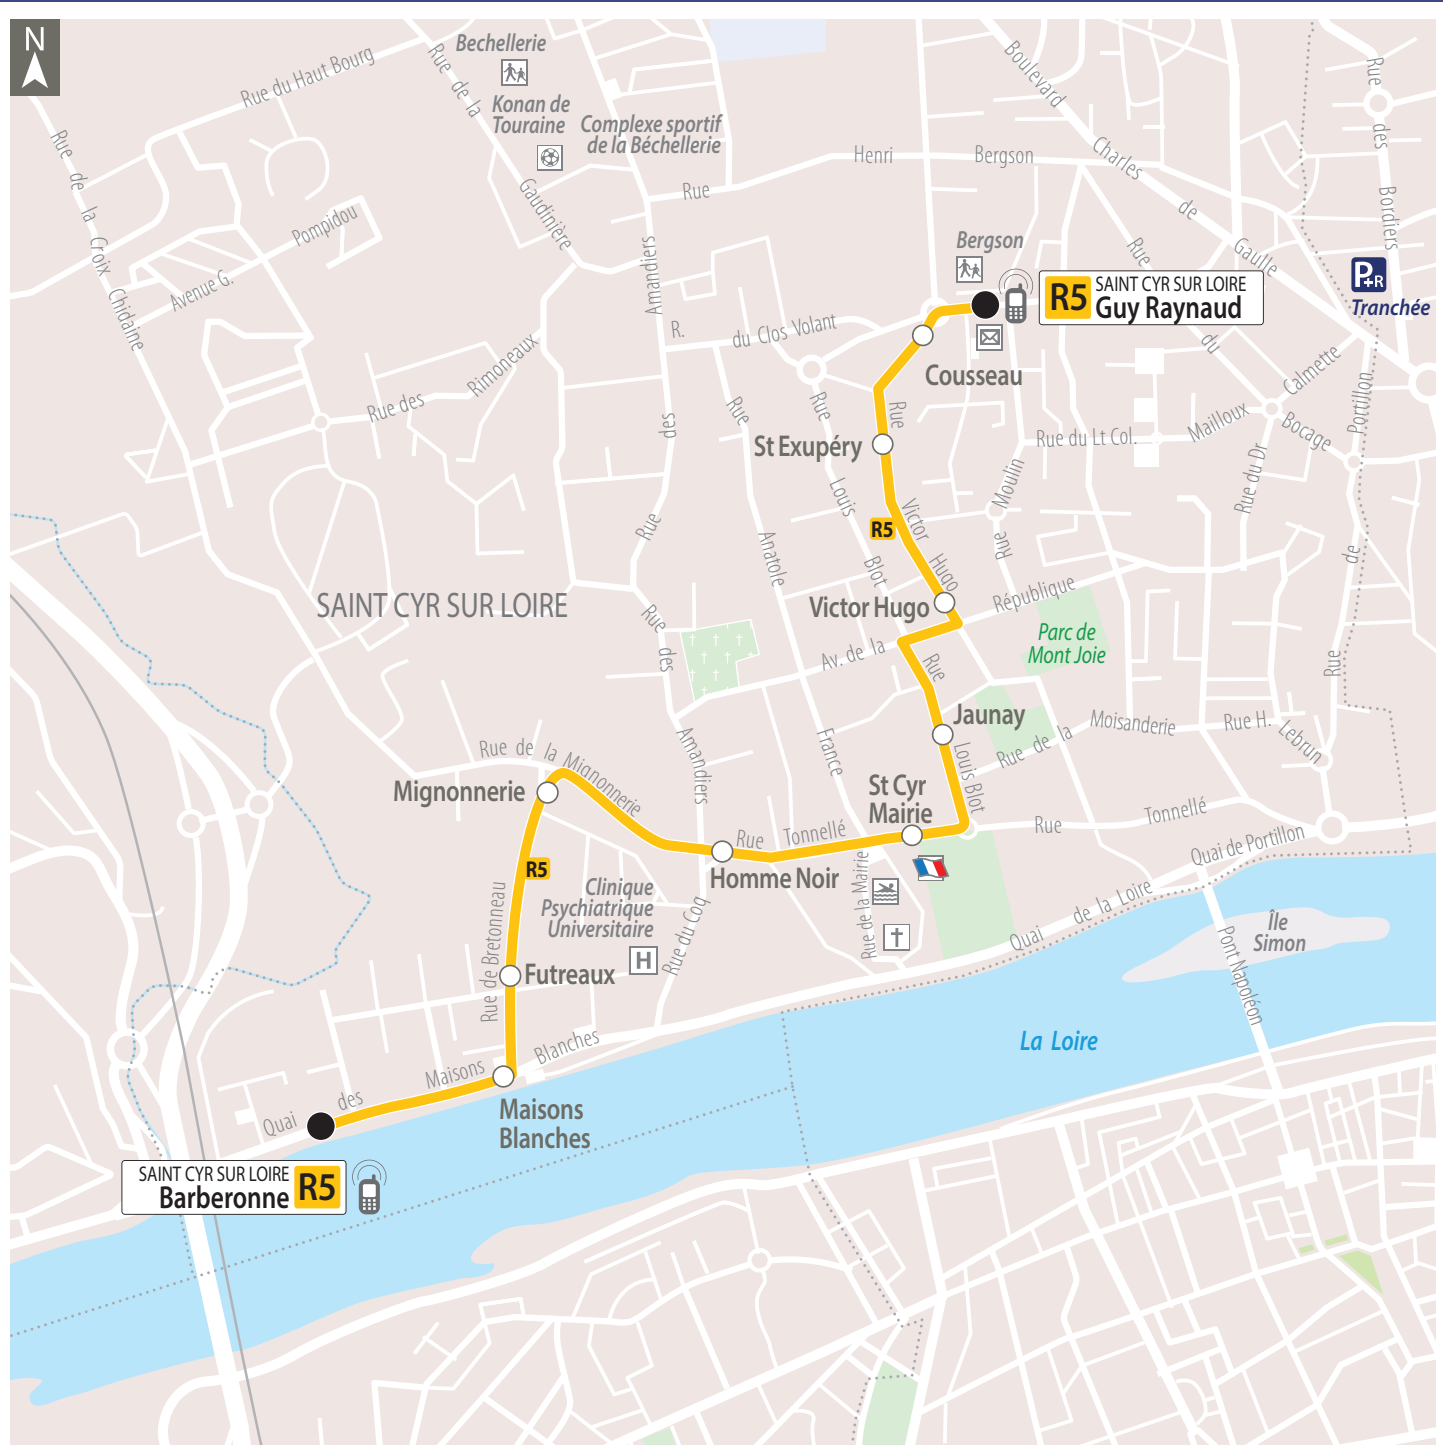 N
Bechellerie
Konan de
Touraine
Complexe sportif
de la Béchellerie
Rue du Haut Bourg
Rue de la Gaudinière
Boulevard Charles de Gaulle
Rue des Bordiers
Rue Henri Bergson
Rue de la Croix Chidaine
Avenue G. Pompidou
Rue des Amandiers
Bergson
R5
SAINT CYR SUR LOIRE
Guy Raynaud
P+R
Tranchée
R. du Clos Volant
Cousseau
Rue du Bocage
Calmette
Rue des Rimoneaux
Rue Anatole France
Rue Louis Blot
Rue Victor Hugo
St Exupéry
Rue du Lt Col. Mailloux
Rue du Dr
Rue de Portillon
Rue Moulin
R5
SAINT CYR SUR LOIRE
Victor Hugo
Av. de la République
Parc de
Mont Joie
Rue des Amandiers
Rue Louis Blot
Jaunay
Rue de la Moisanderie
Rue H. Lebrun
Rue de la Mignonnerie
Mignonnerie
St Cyr
Mairie
Rue Tonnellé
Rue Tonnellé
Homme Noir
Quai de Portillon
R5
Clinique
Psychiatrique
Universitaire
H
Rue du Coq
Rue de la Mairie
Quai de la Loire
Île
Simon
Pont Napoléon
Rue de Bretonneau
Futreaux
La Loire
Quai des Maisons Blanches
Maisons
Blanches
SAINT CYR SUR LOIRE
Barberonne
R5